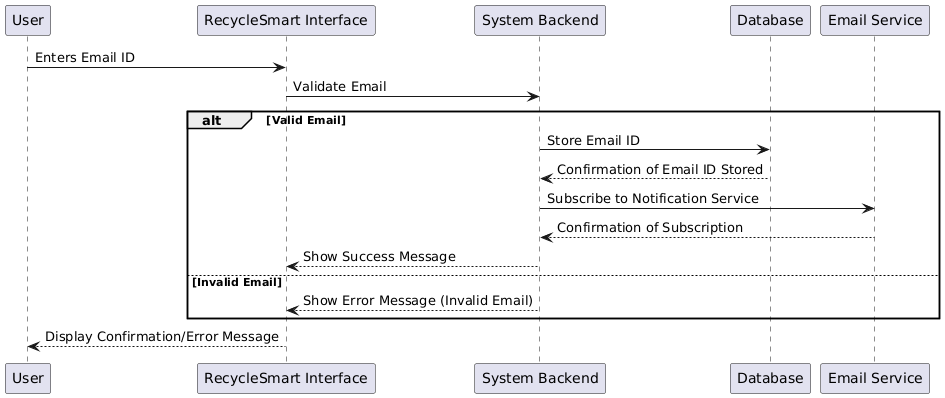 User
RecycleSmart Interface
System Backend
Database
Email Service
Enters Email ID
Validate Email
alt
[Valid Email]
Store Email ID
Confirmation of Email ID Stored
Subscribe to Notification Service
Confirmation of Subscription
Show Success Message
[Invalid Email]
Show Error Message (Invalid Email)
Display Confirmation/Error Message
User
RecycleSmart Interface
System Backend
Database
Email Service